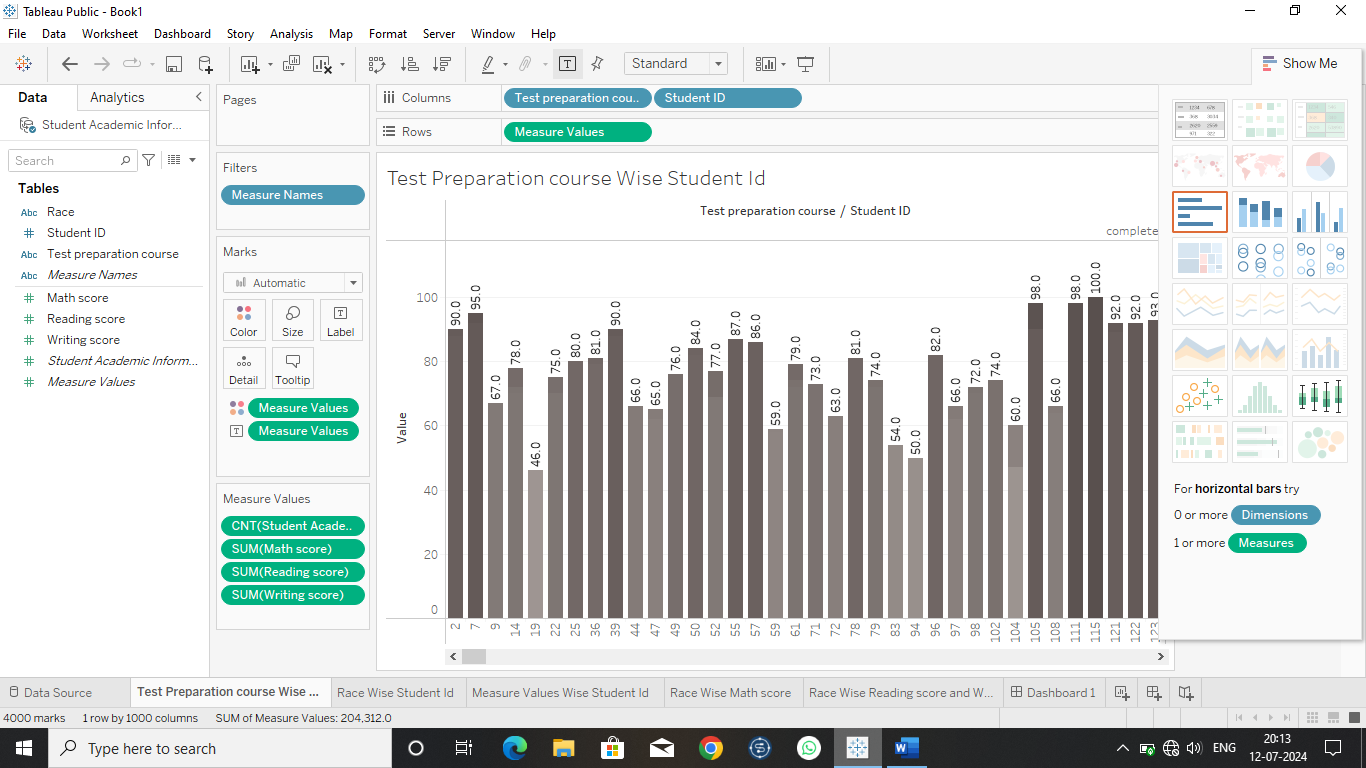 Tableau Public - Book1
File Data Worksheet Dashboard Story Analysis Map Format Server Window Help
Standard
Show Me
Data Analytics
Student Academic Infor...
Search
Tables
Abc Race
Student ID
Abc Test preparation course
Abc Measure Names
Math score
Reading score
Writing score
Student Academic Inform...
Measure Values
Pages
Filters
Measure Names
Marks
Automatic
Color Size Label
Detail Tooltip
Measure Values
Measure Values
Measure Values
CNT(Student Acade..
SUM(Math score)
SUM(Reading score)
SUM(Writing score)
Columns Test preparation cou.. Student ID
Rows Measure Values
Test Preparation course Wise Student Id
Test preparation course / Student ID
complete
Value
100
80
60
40
20
0
90.0 95.0 67.0 78.0 46.0 75.0 80.0 81.0 90.0 66.0 65.0 76.0 84.0 77.0 87.0 86.0 59.0 79.0 73.0 63.0 81.0 74.0 54.0 50.0 82.0 66.0 72.0 74.0 60.0 98.0 66.0 98.0 100.0 92.0 92.0 93.0
2 7 9 14 19 22 25 36 39 44 47 49 50 52 55 57 59 61 71 72 78 79 83 94 96 97 98 102 104 105 108 111 115 121 122 123
For horizontal bars try
0 or more Dimensions
1 or more Measures
Data Source Test Preparation course Wise ... Race Wise Student Id Measure Values Wise Student Id Race Wise Math score Race Wise Reading score and W... Dashboard 1
4000 marks 1 row by 1000 columns SUM of Measure Values: 204,312.0
Type here to search
ENG
20:13
12-07-2024